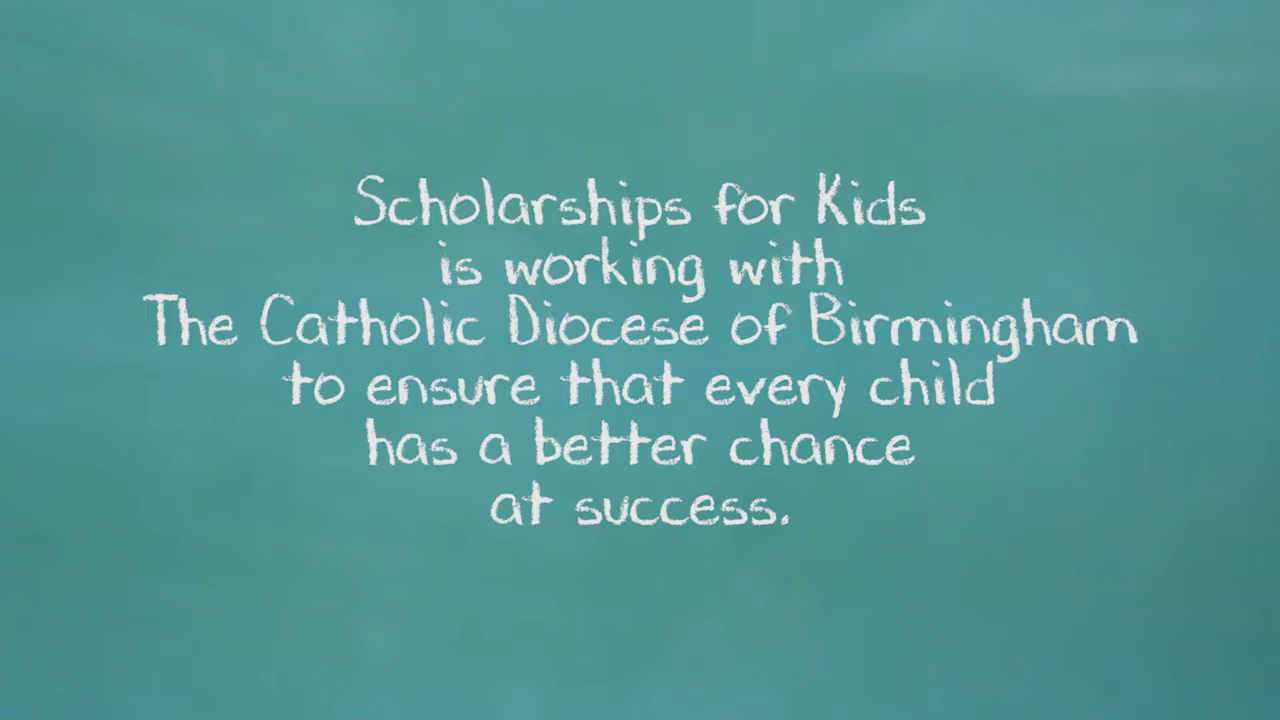 Scholarships for Kids
is working with
The Catholic Diocese of Birmingham
to ensure that every child
has a better chance
at success.